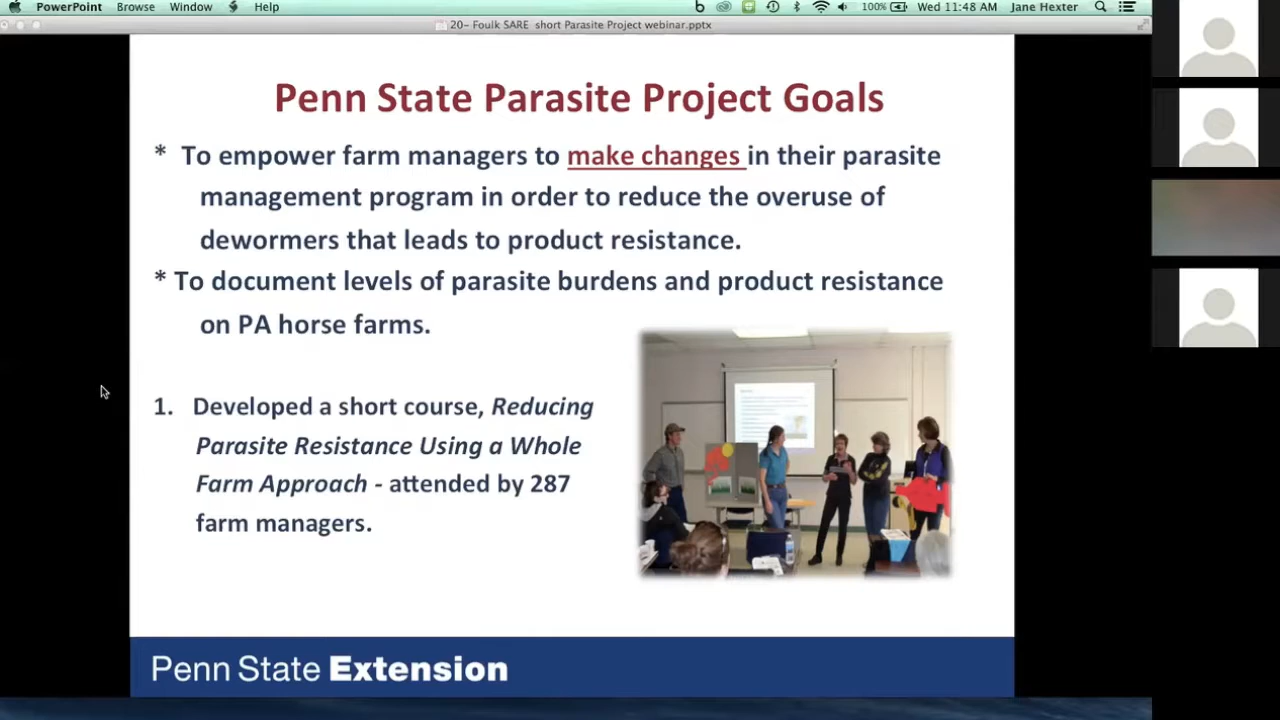 PowerPoint Browse Window Help 100% Wed 11:48 AM Jane Hexter
20- Foulk SARE short Parasite Project webinar.pptx
Penn State Parasite Project Goals
* To empower farm managers to make changes in their parasite
management program in order to reduce the overuse of
dewormers that leads to product resistance.
* To document levels of parasite burdens and product resistance
on PA horse farms.
1. Developed a short course, Reducing
Parasite Resistance Using a Whole
Farm Approach - attended by 287
farm managers.
Penn State Extension